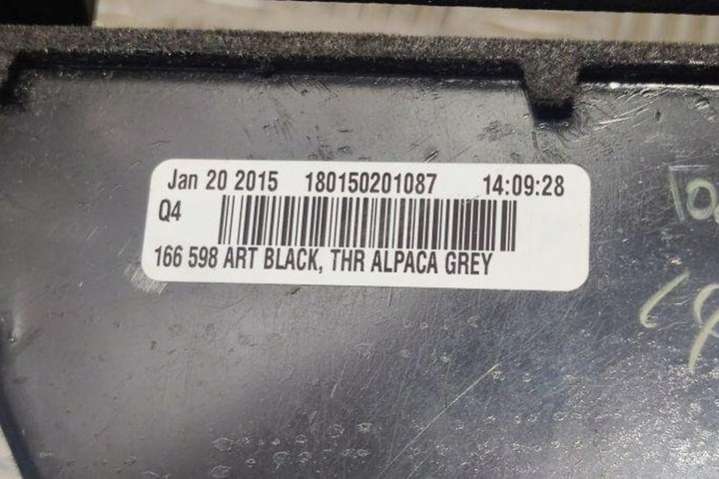 Jan 20 2015 180150201087 14:09:28
Q4
166 598 ART BLACK, THR ALPACA GREY